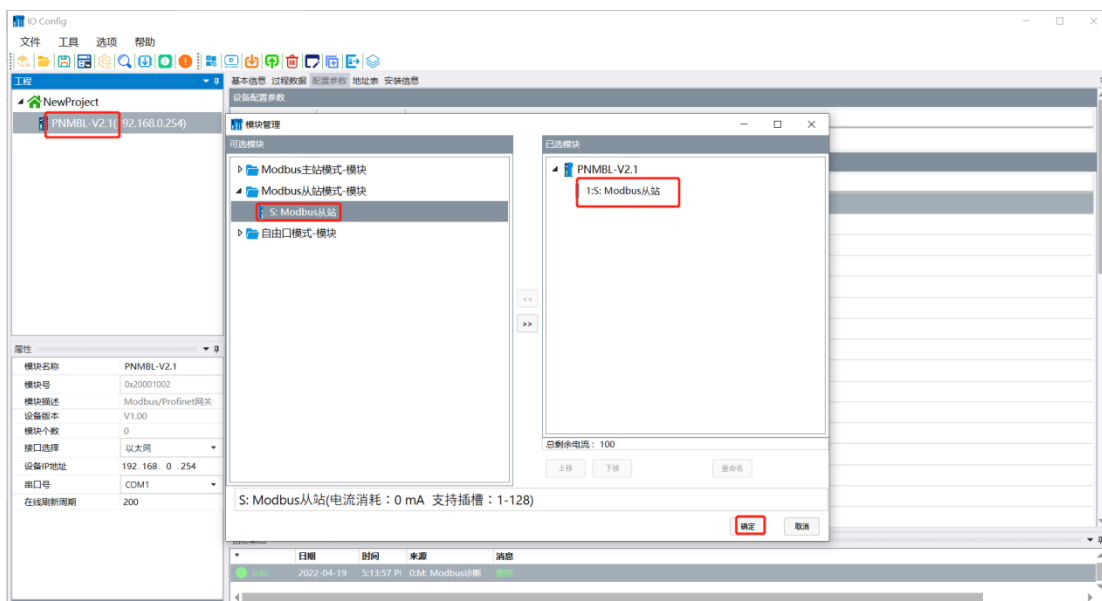 IO Config
文件 工具 选项 帮助
工程
NewProject
PNMBL-V2.1(192.168.0.254)
基本信息 过程数据 配置参数 地址表 安装信息
设备配置参数
模块管理
可选模块
Modbus主站模式-模块
Modbus从站模式-模块
S: Modbus从站
自由口模式-模块
<<
>>
已选模块
PNMBL-V2.1
1:S: Modbus从站
总剩余电流： 100
上移 下移 重命名
S: Modbus从站(电流消耗：0 mA 支持插槽：1-128)
确定 取消
属性
模块名称 PNMBL-V2.1
模块号 0x20001002
模块描述 Modbus/Profinet网关
设备版本 V1.00
模块个数 0
接口选择 以太网
设备IP地址 192 . 168 . 0 . 254
串口号 COM1
在线刷新周期 200
* 日期 时间 来源 消息
Info 2022-04-19 5:13:57 P 0:M: Modbus诊断